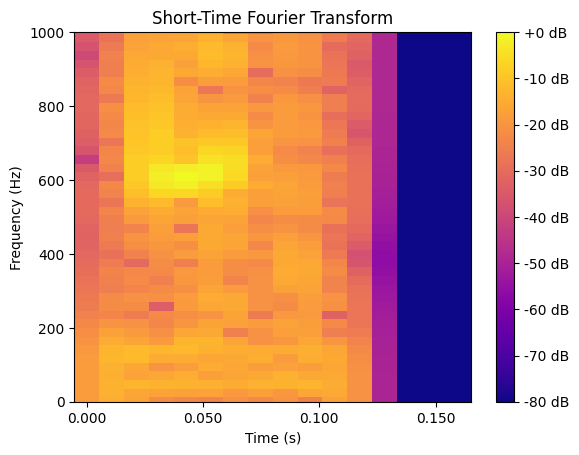 Short-Time Fourier Transform
1000
800
600
400
200
0
Frequency (Hz)
0.000
0.050
0.100
0.150
Time (s)
+0 dB
-10 dB
-20 dB
-30 dB
-40 dB
-50 dB
-60 dB
-70 dB
-80 dB